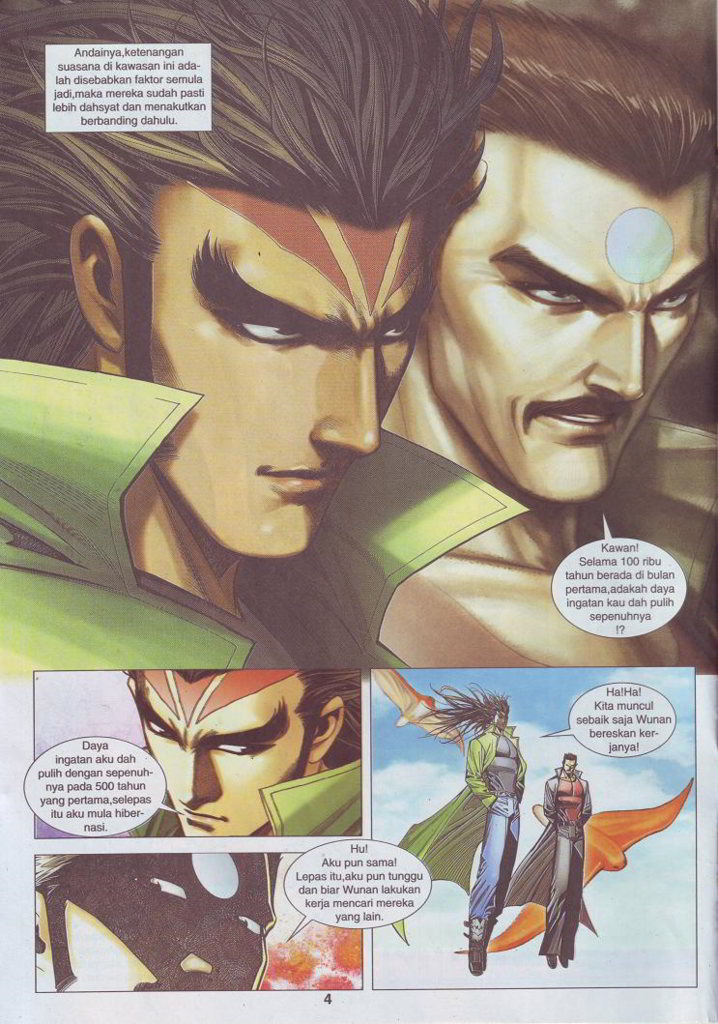 Andainya,ketenangan
suasana di kawasan ini ada-
lah disebabkan faktor semula
jadi,maka mereka sudah pasti
lebih dahsyat dan menakutkan
berbanding dahulu.
Kawan!
Selama 100 ribu
tahun berada di bulan
pertama,adakah daya
ingatan kau dah pulih
sepenuhnya
!?
Daya
ingatan aku dah
pulih dengan sepenuh-
nya pada 500 tahun
yang pertama,selepas
itu aku mula hiber-
nasi.
Ha!Ha!
Kita muncul
sebaik saja Wunan
bereskan ker-
janya!
Hu!
Aku pun sama!
Lepas itu,aku pun tunggu
dan biar Wunan lakukan
kerja mencari mereka
yang lain.
4